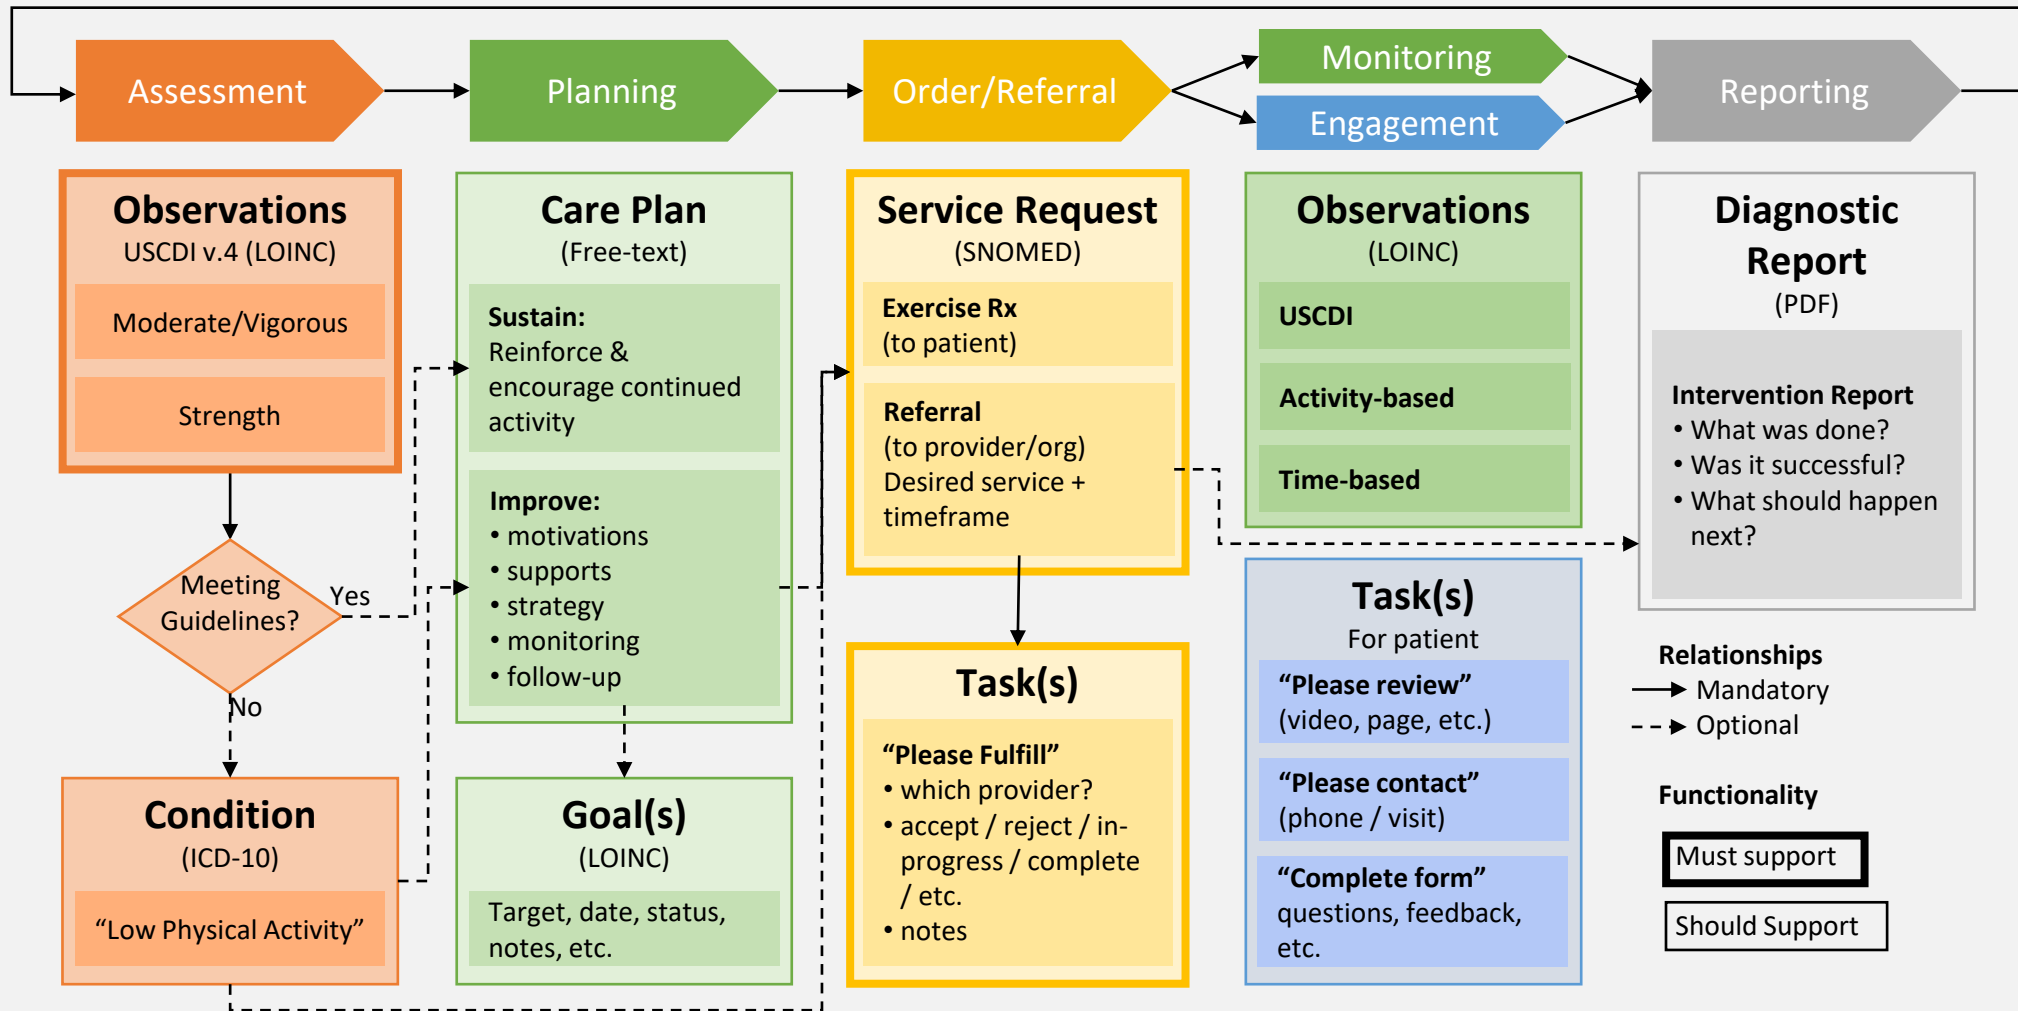 Assessment
Planning
Order/Referral
Monitoring
Engagement
Reporting
Observations
USCDI v.4 (LOINC)
Moderate/Vigorous
Strength
Meeting
Guidelines?
Yes
No
Condition
(ICD-10)
“Low Physical Activity”
Care Plan
(Free-text)
Sustain:
Reinforce &
encourage continued
activity
Improve:
• motivations
• supports
• strategy
• monitoring
• follow-up
Goal(s)
(LOINC)
Target, date, status,
notes, etc.
Service Request
(SNOMED)
Exercise Rx
(to patient)
Referral
(to provider/org)
Desired service +
timeframe
Task(s)
“Please Fulfill”
• which provider?
• accept / reject / in-
progress / complete
/ etc.
• notes
Observations
(LOINC)
USCDI
Activity-based
Time-based
Task(s)
For patient
“Please review”
(video, page, etc.)
“Please contact”
(phone / visit)
“Complete form”
questions, feedback,
etc.
Diagnostic
Report
(PDF)
Intervention Report
• What was done?
• Was it successful?
• What should happen
next?
Relationships
Mandatory
Optional
Functionality
Must support
Should Support